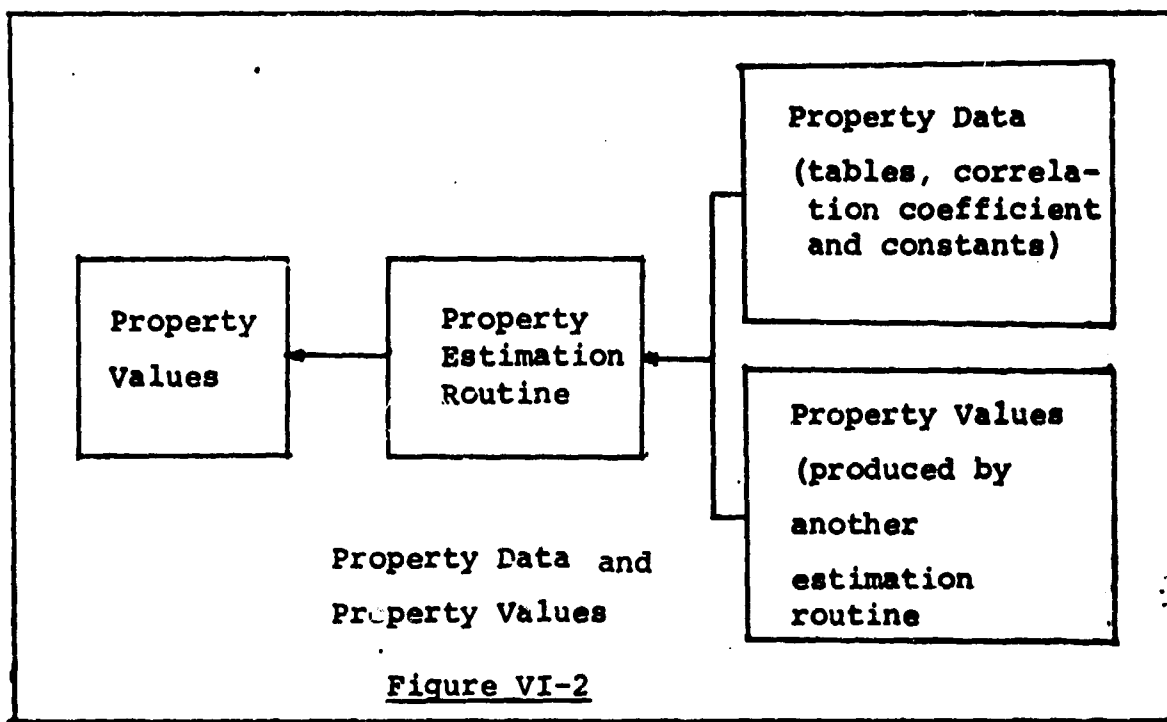 Property
Values
Property
Estimation
Routine
Property Data
(tables, correla-
tion coefficient
and constants)
Property Values
(produced by
another
estimation
routine
Property Data and
Property Values
Figure VI-2